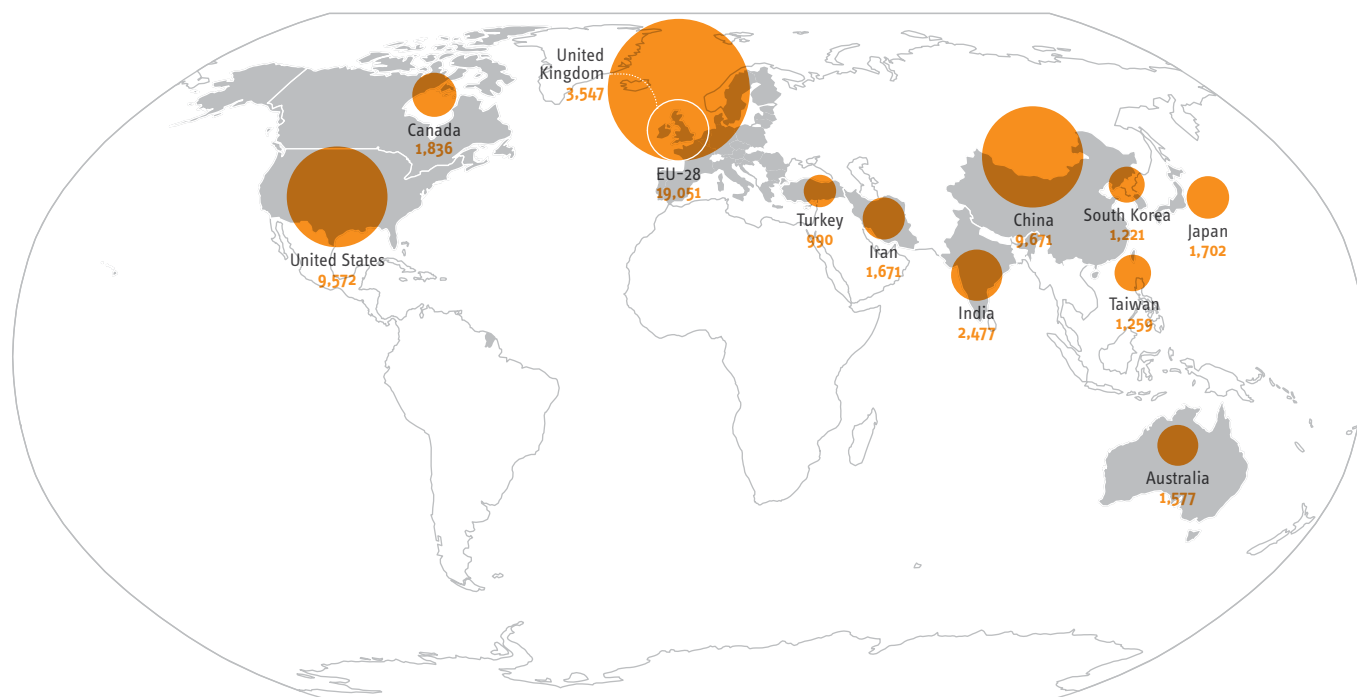 United
Kingdom
3,547
Canada
1,836
EU-28
19,051
United States
9,572
Turkey
990
Iran
1,671
China
9,671
South Korea
1,221
Japan
1,702
India
2,477
Taiwan
1,259
Australia
1,577